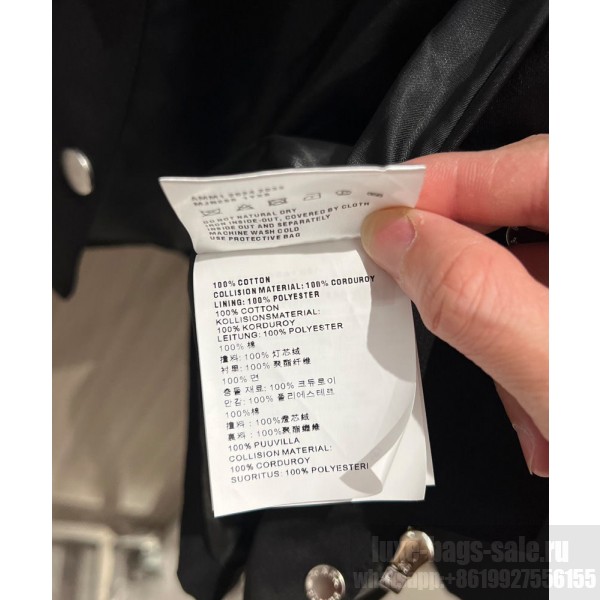 DO NOT NATURAL DRY
IRON INSIDE-OUT, COVERED BY CLOTH
INSIDE OUT AND SEPARATELY
MACHINE WASH COLD
USE PROTECTIVE BAG
100% COTTON
COLLISION MATERIAL: 100% CORDUROY
LINING: 100% POLYESTER
100% COTTON
KOLLISIONSMATERIAL:
100% KORDUROY
LEITUNG: 100% POLYESTER
100% 棉
撞料: 100% 灯芯绒
衬里: 100% 聚酯纤维
100% 면
충돌 재료: 100% 코듀로이
안감: 100% 폴리에스테르
100%棉
撞料: 100%燈芯絨
裏料: 100%聚酯纖維
100% PUUVILLA
COLLISION MATERIAL:
100% CORDUROY
SUORITUS: 100% POLYESTERI
luxe-bags-sale.ru
whatsapp:+8619927556155